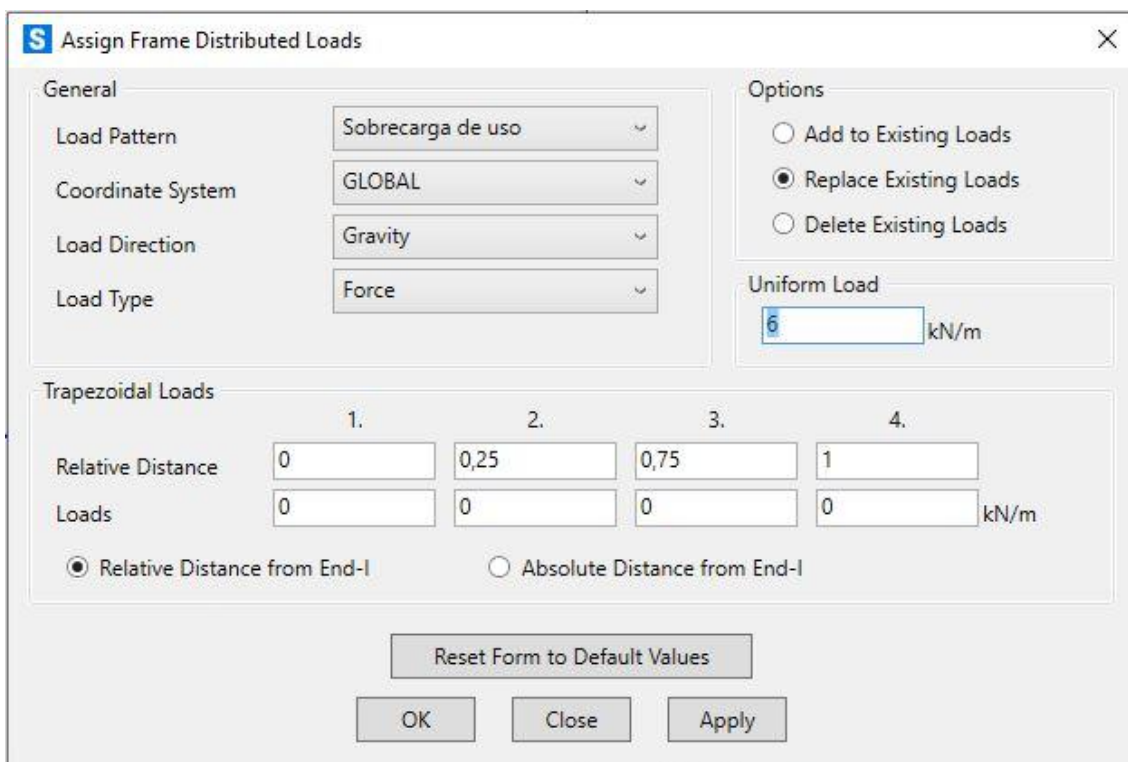 S Assign Frame Distributed Loads
General
Load Pattern Sobrecarga de uso
Coordinate System GLOBAL
Load Direction Gravity
Load Type Force
Options
Add to Existing Loads
Replace Existing Loads
Delete Existing Loads
Uniform Load
6 kN/m
Trapezoidal Loads
1. 2. 3. 4.
Relative Distance 0 0,25 0,75 1
Loads 0 0 0 0 kN/m
Relative Distance from End-I Absolute Distance from End-I
Reset Form to Default Values
OK Close Apply